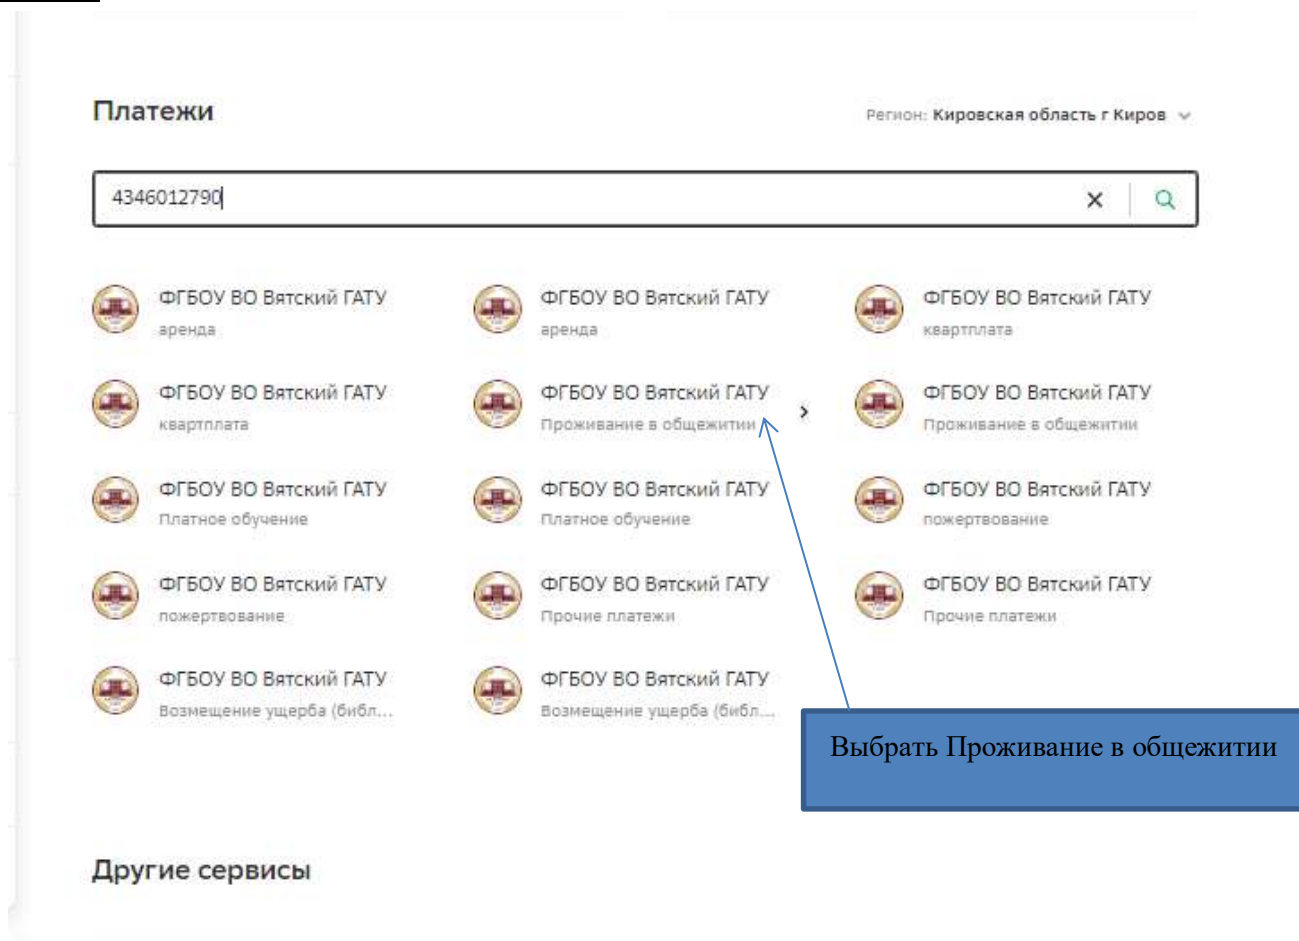 Платежи
Регион: Кировская область г Киров
4346012790
ФГБОУ ВО Вятский ГАТУ
аренда
ФГБОУ ВО Вятский ГАТУ
аренда
ФГБОУ ВО Вятский ГАТУ
квартплата
ФГБОУ ВО Вятский ГАТУ
квартплата
ФГБОУ ВО Вятский ГАТУ
Проживание в общежитии
ФГБОУ ВО Вятский ГАТУ
Проживание в общежитии
ФГБОУ ВО Вятский ГАТУ
Платное обучение
ФГБОУ ВО Вятский ГАТУ
Платное обучение
ФГБОУ ВО Вятский ГАТУ
пожертвование
ФГБОУ ВО Вятский ГАТУ
пожертвование
ФГБОУ ВО Вятский ГАТУ
Прочие платежи
ФГБОУ ВО Вятский ГАТУ
Прочие платежи
ФГБОУ ВО Вятский ГАТУ
Возмещение ущерба (библ...
ФГБОУ ВО Вятский ГАТУ
Возмещение ущерба (библ...
Выбрать Проживание в общежитии
Другие сервисы